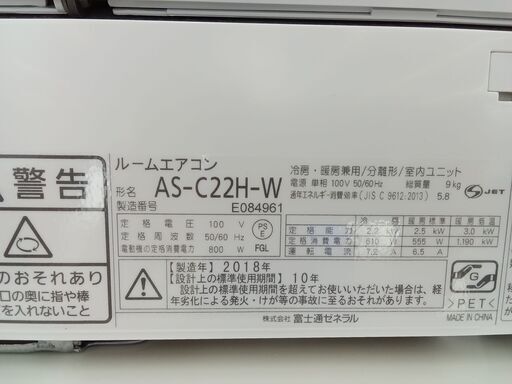 警告
のおそれあり
口の奥に指や棒
を入れないこと
ルームエアコン
形名 AS-C22H-W
製造番号 E084961
冷房・暖房兼用/分離形/室内ユニット
電源 単相 100V 50/60Hz 総質量 9kg
通年エネルギー消費効率(JIS C 9612:2013) 5.8
JET
定格電圧 100 V
定格周波数 50/60 Hz
電動機の定格消費電力 800 W
PS E
FGL
冷房 暖房標準 暖房低温
定格能力 2.2 kW 2.5 kW 3.0 kW
定格消費電力 610 W 555 W 1,190 W
運転電流 7.2 A 6.5 A
【製造年】2018年
【設計上の標準使用期間】10年
設計上の標準使用期間を超えてお使いいただいた場合は、経
年劣化による発火・けが等の事故に至るおそれがあります。
G
>PET<
株式会社 富士通ゼネラル
MADE IN CHINA